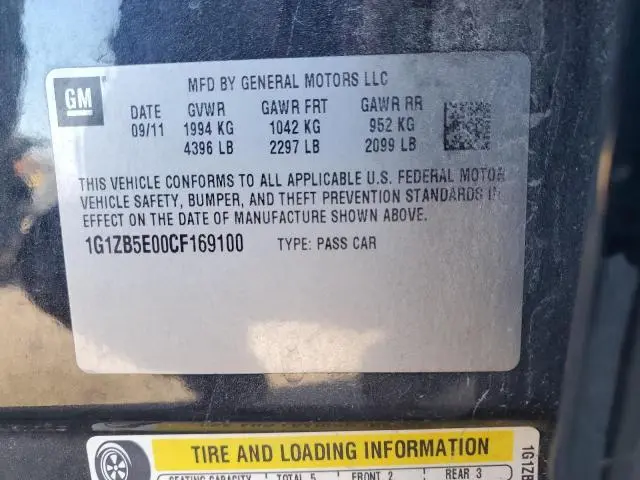 GM
MFD BY GENERAL MOTORS LLC
DATE GVWR GAWR FRT GAWR RR
09/11 1994 KG 1042 KG 952 KG
4396 LB 2297 LB 2099 LB
THIS VEHICLE CONFORMS TO ALL APPLICABLE U.S. FEDERAL MOTOR
VEHICLE SAFETY, BUMPER, AND THEFT PREVENTION STANDARDS IN
EFFECT ON THE DATE OF MANUFACTURE SHOWN ABOVE.
1G1ZB5E00CF169100 TYPE: PASS CAR
TIRE AND LOADING INFORMATION
SEATING CAPACITY TOTAL 5 FRONT 2 REAR 3
1G1ZB